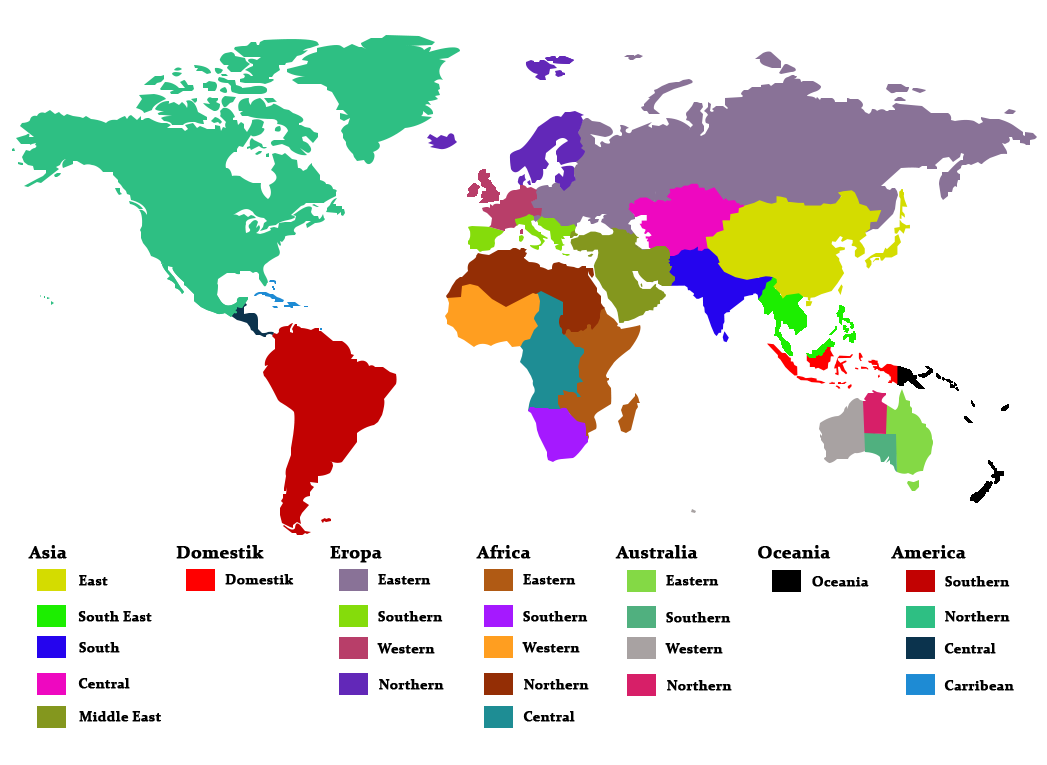 Asia
East
South East
South
Central
Middle East
Domestik
Domestik
Eropa
Eastern
Southern
Western
Northern
Africa
Eastern
Southern
Western
Northern
Central
Australia
Eastern
Southern
Western
Northern
Oceania
Oceania
America
Southern
Northern
Central
Carribean